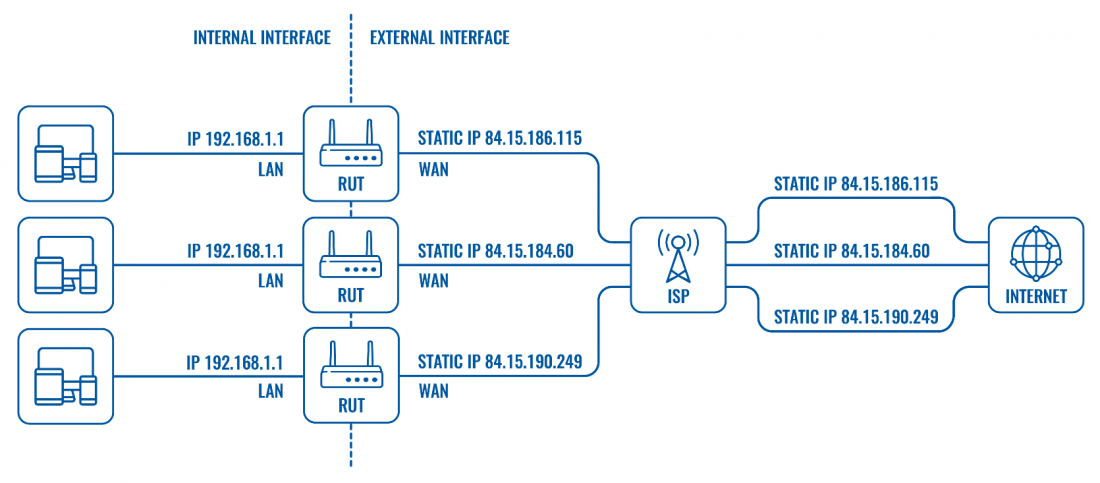 INTERNAL INTERFACE
EXTERNAL INTERFACE
IP 192.168.1.1
LAN
RUT
STATIC IP 84.15.186.115
WAN
IP 192.168.1.1
LAN
RUT
STATIC IP 84.15.184.60
WAN
IP 192.168.1.1
LAN
RUT
STATIC IP 84.15.190.249
WAN
ISP
STATIC IP 84.15.186.115
STATIC IP 84.15.184.60
STATIC IP 84.15.190.249
INTERNET